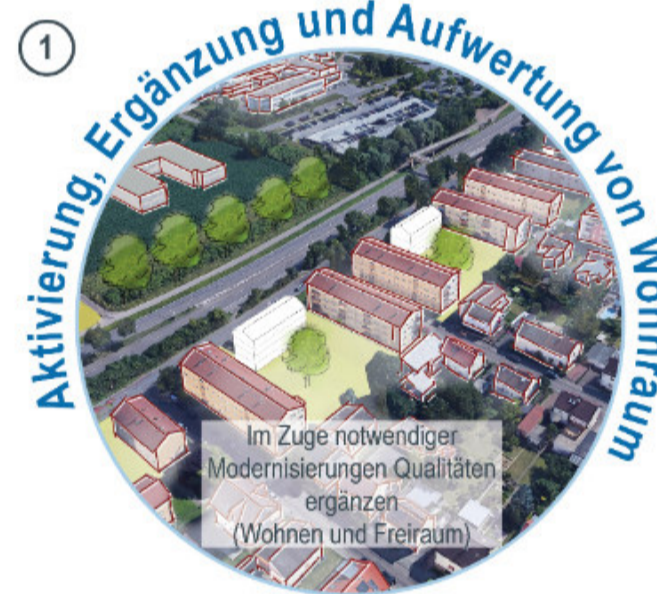 1
Aktivierung, Ergänzung und Aufwertung von Wohnraum
Im Zuge notwendiger
Modernisierungen Qualitäten
ergänzen
(Wohnen und Freiraum)